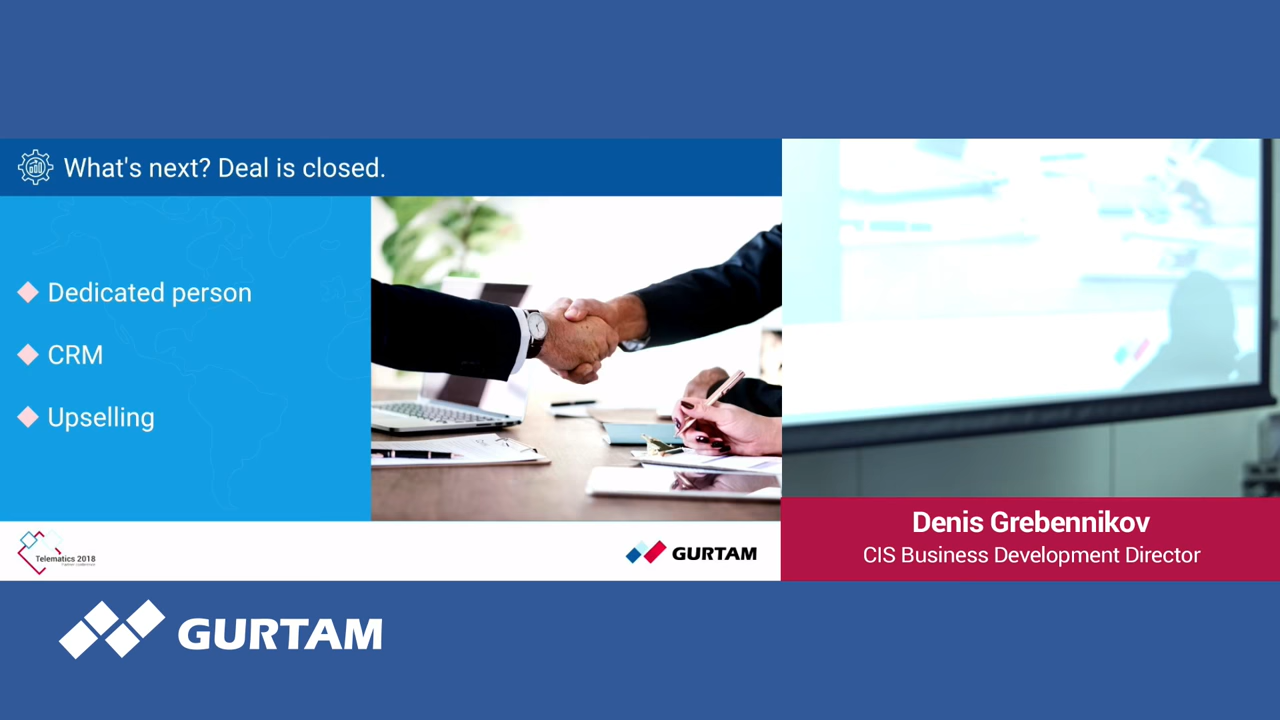 What's next? Deal is closed.
Dedicated person
CRM
Upselling
Telematics 2018
GURTAM
Denis Grebennikov
CIS Business Development Director
GURTAM